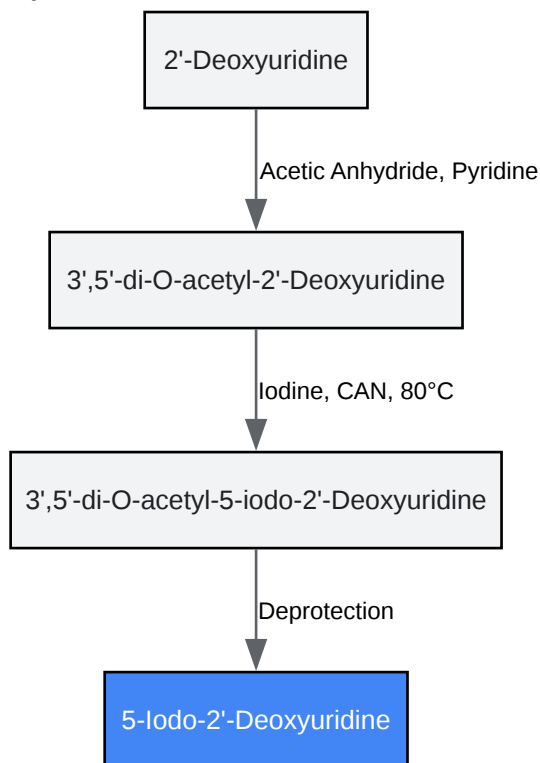 2'-Deoxyuridine
Acetic Anhydride, Pyridine
3',5'-di-O-acetyl-2'-Deoxyuridine
Iodine, CAN, 80°C
3',5'-di-O-acetyl-5-iodo-2'-Deoxyuridine
Deprotection
5-Iodo-2'-Deoxyuridine